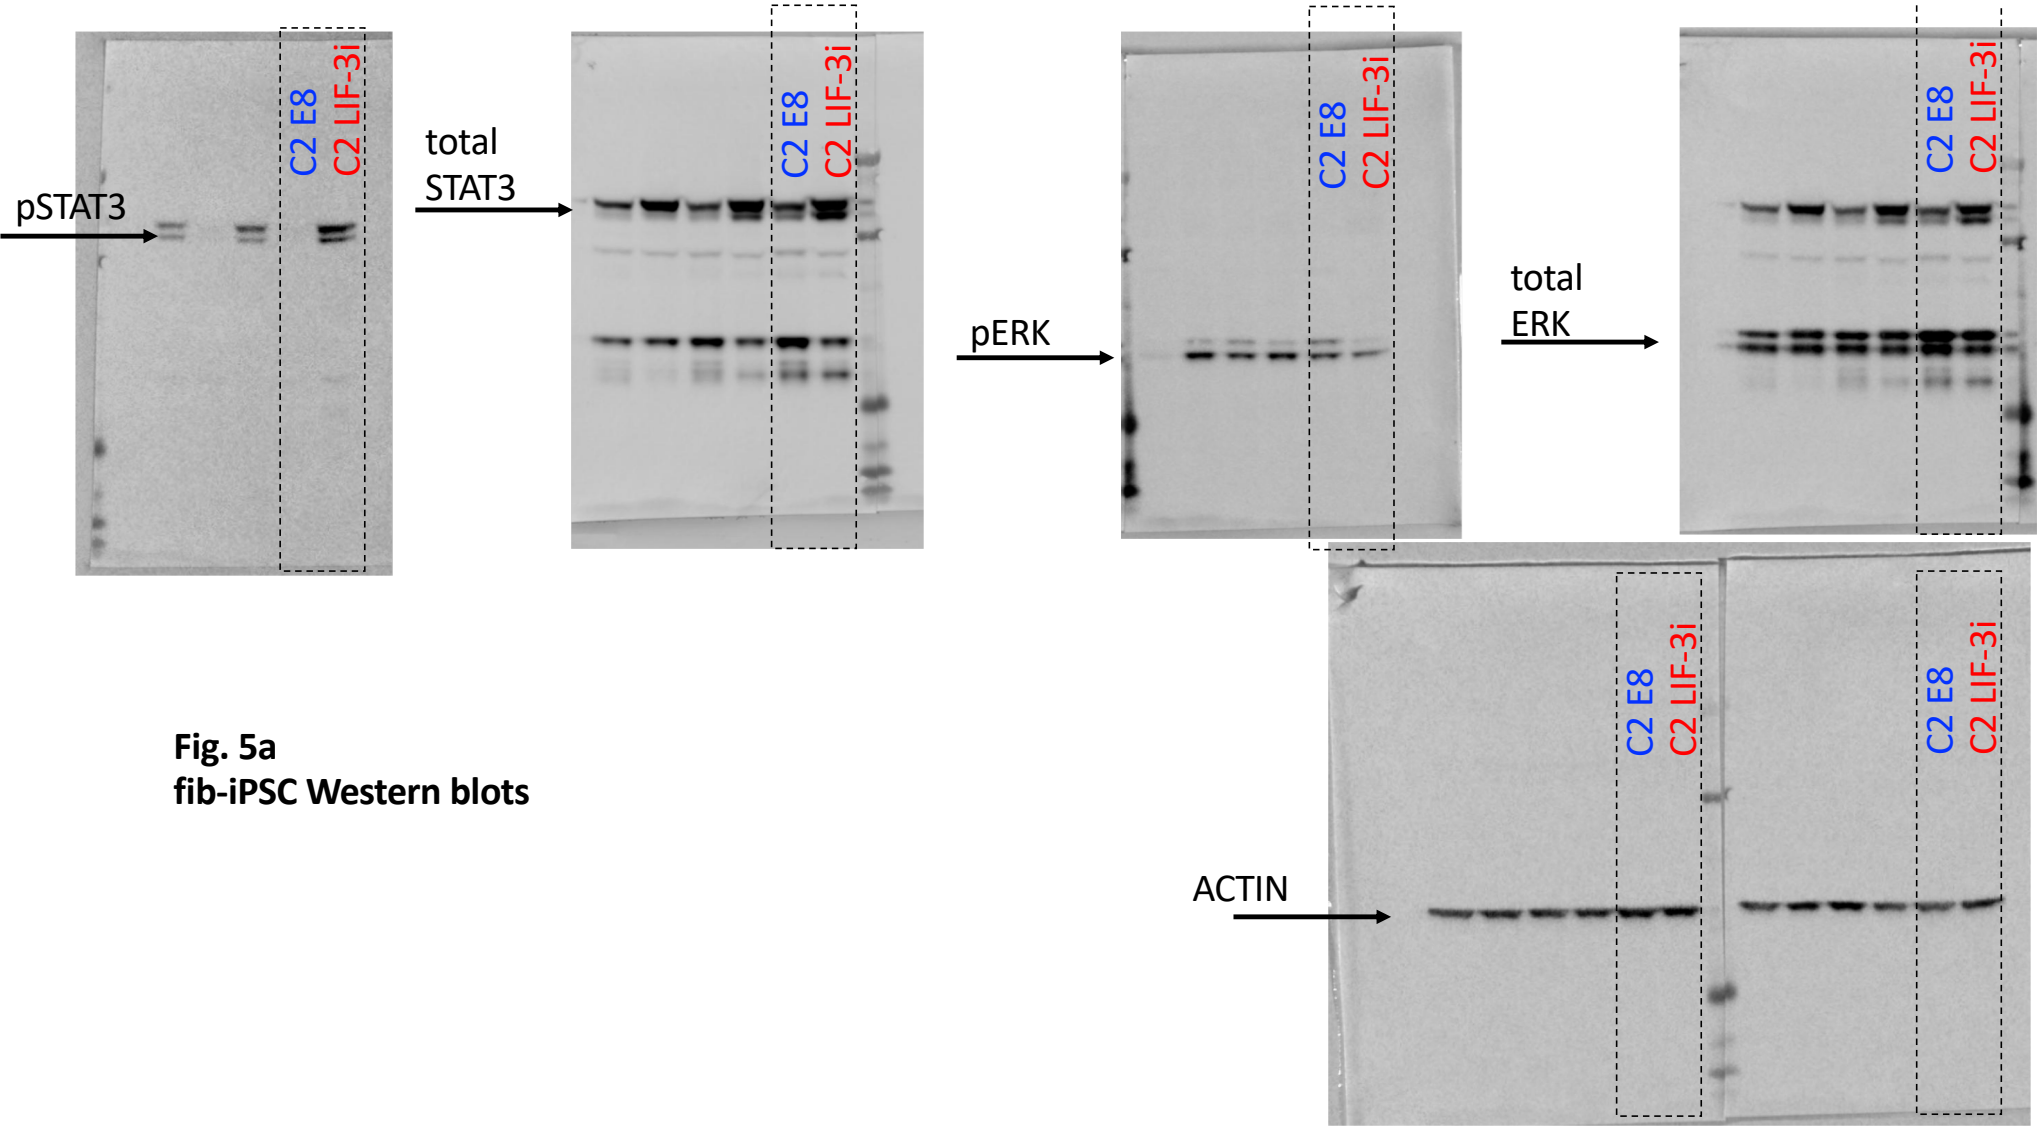 pSTAT3
C2 E8
C2 LIF-3i
total
STAT3
C2 E8
C2 LIF-3i
pERK
C2 E8
C2 LIF-3i
total
ERK
C2 E8
C2 LIF-3i
Fig. 5a
fib-iPSC Western blots
ACTIN
C2 E8
C2 LIF-3i
C2 E8
C2 LIF-3i